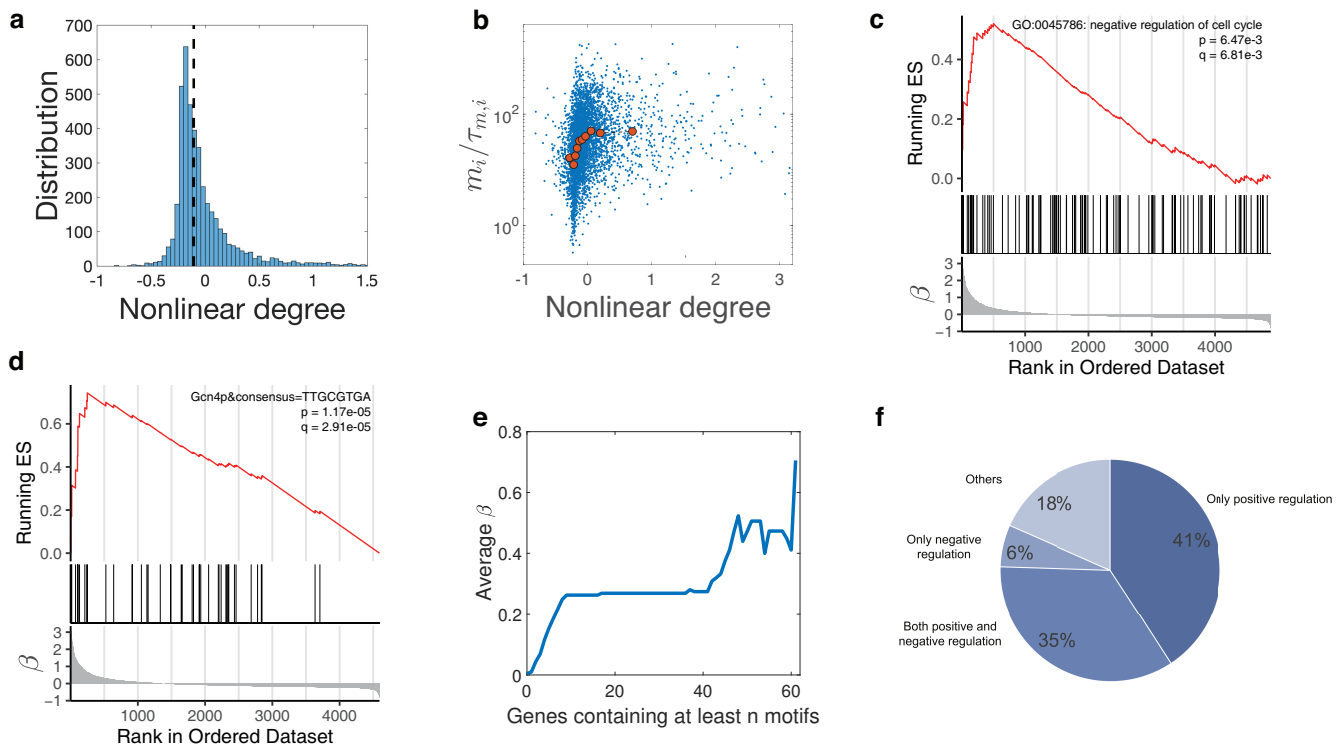 a
700
600
500
400
300
200
100
0
Distribution
-1
-0.5
0
0.5
1
1.5
Nonlinear degree
b
m_i/τ_{m,i}
10^2
10^0
-1
0
1
2
3
Nonlinear degree
c
GO:0045786: negative regulation of cell cycle
p = 6.47e-3
q = 6.81e-3
Running ES
0.4
0.2
0.0
β
3
2
1
0
−1
1000
2000
3000
4000
Rank in Ordered Dataset
d
Gcn4p&consensus=TTGCGTGA
p = 1.17e-05
q = 2.91e-05
Running ES
0.6
0.4
0.2
0.0
β
3
2
1
0
−1
1000
2000
3000
4000
Rank in Ordered Dataset
e
Average β
0.8
0.6
0.4
0.2
0
0
20
40
60
Genes containing at least n motifs
f
Others
18%
Only positive regulation
41%
Only negative
regulation
6%
Both positive and
negative regulation
35%